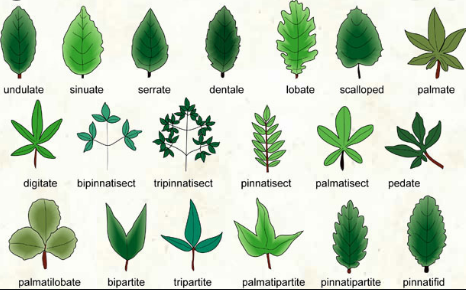 undulate sinuate serrate dentale lobate scalloped palmate
digitate bipinnatisect tripinnatisect pinnatisect palmatisect pedate
palmatilobate bipartite tripartite palmatipartite pinnatipartite pinnatifid